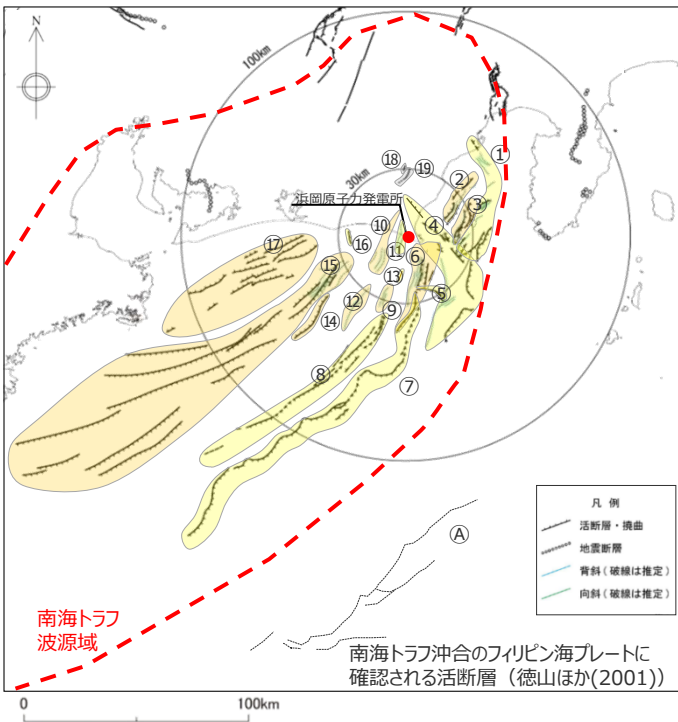 N
100km
30km
浜岡原子力発電所
①
②
③
④
⑤
⑥
⑦
⑧
⑨
⑩
⑪
⑫
⑬
⑭
⑮
⑯
⑰
⑱
⑲
Ⓐ
凡 例
活断層・撓曲
地震断層
背斜(破線は推定)
向斜(破線は推定)
南海トラフ
波源域
南海トラフ沖合のフィリピン海プレートに
確認される活断層(徳山ほか(2001))
0 100km